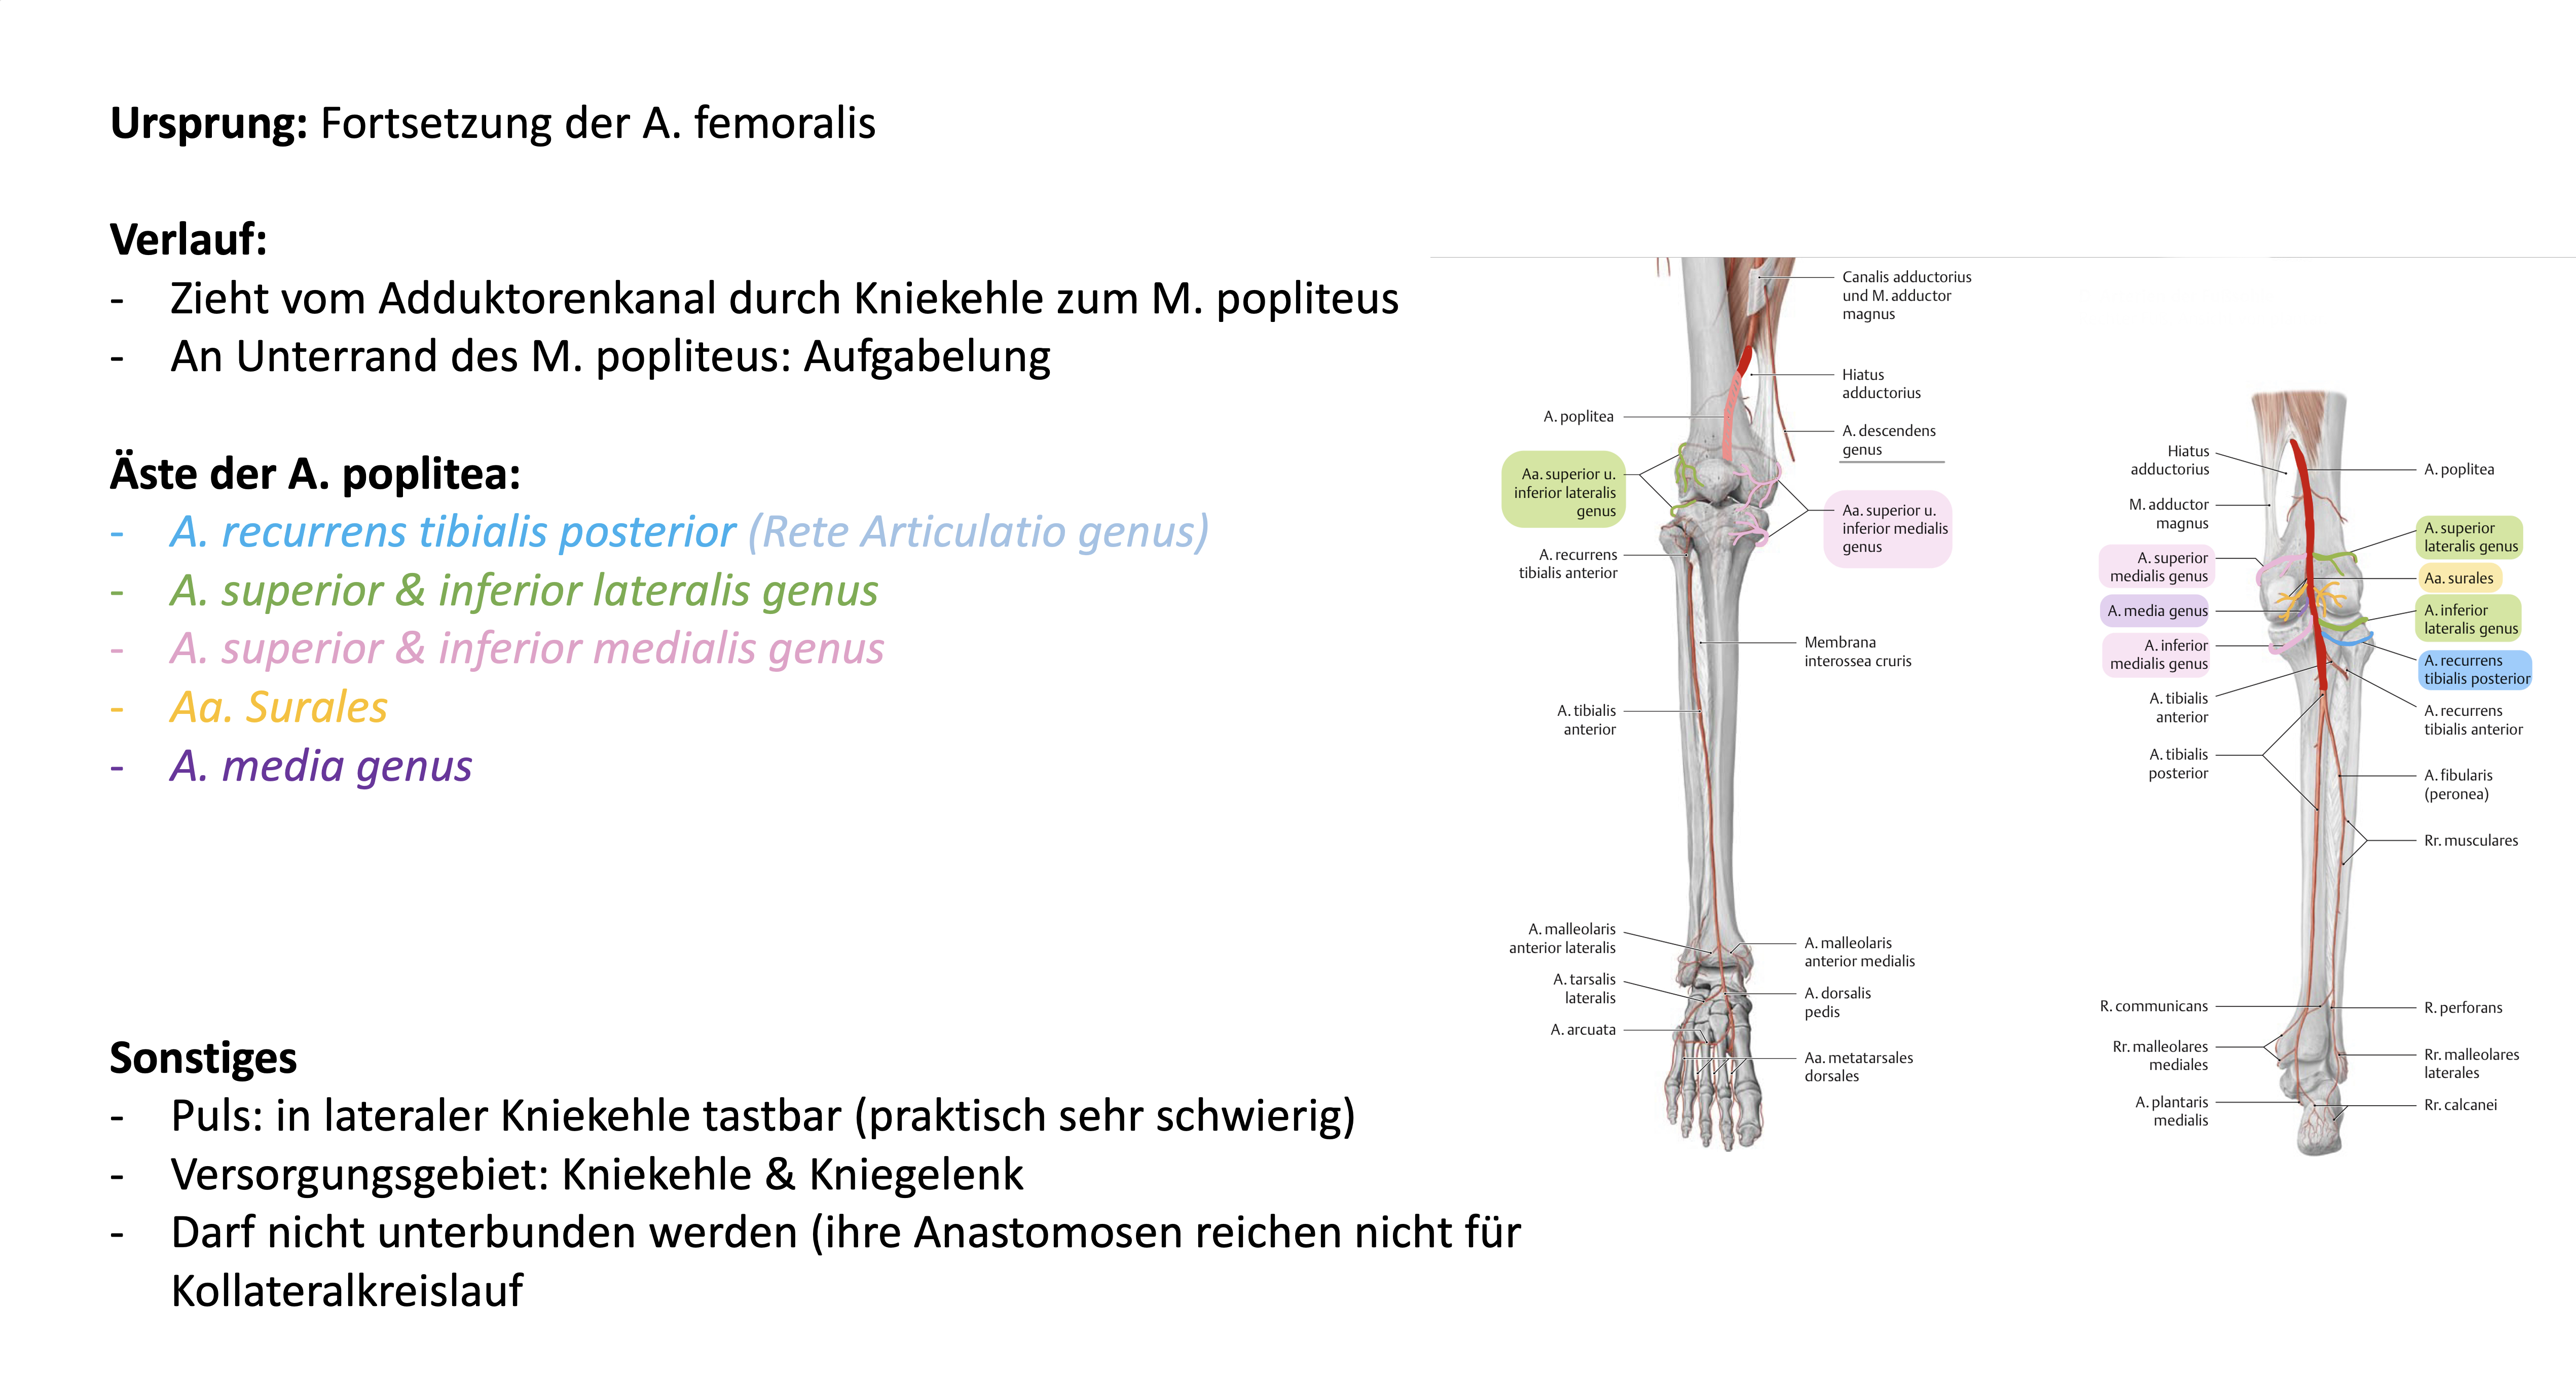 Ursprung: Fortsetzung der A. femoralis
Verlauf:
- Zieht vom Adduktorenkanal durch Kniekehle zum M. popliteus
- An Unterrand des M. popliteus: Aufgabelung
Äste der A. poplitea:
- A. recurrens tibialis posterior (Rete Articulatio genus)
- A. superior & inferior lateralis genus
- A. superior & inferior medialis genus
- Aa. Surales
- A. media genus
Sonstiges
- Puls: in lateraler Kniekehle tastbar (praktisch sehr schwierig)
- Versorgungsgebiet: Kniekehle & Kniegelenk
- Darf nicht unterbunden werden (ihre Anastomosen reichen nicht für
Kollateralkreislauf
A. poplitea
Aa. superior u.
inferior lateralis
genus
A. recurrens
tibialis anterior
A. tibialis
anterior
A. malleolaris
anterior lateralis
A. tarsalis
lateralis
A. arcuata
Canalis adductorius
und M. adductor
magnus
Hiatus
adductorius
A. descendens
genus
Aa. superior u.
inferior medialis
genus
Membrana
interossea cruris
A. malleolaris
anterior medialis
A. dorsalis
pedis
Aa. metatarsales
dorsales
Hiatus
adductorius
M. adductor
magnus
A. superior
medialis genus
A. media genus
A. inferior
medialis genus
A. tibialis
anterior
A. tibialis
posterior
R. communicans
Rr. malleolares
mediales
A. plantaris
medialis
A. poplitea
A. superior
lateralis genus
Aa. surales
A. inferior
lateralis genus
A. recurrens
tibialis posterior
A. recurrens
tibialis anterior
A. fibularis
(peronea)
Rr. musculares
R. perforans
Rr. malleolares
laterales
Rr. calcanei